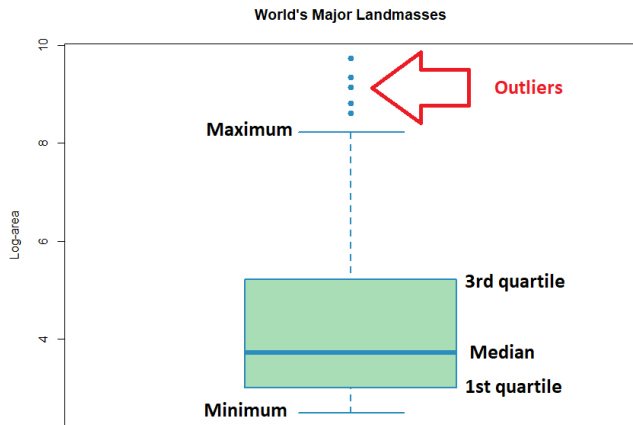 World's Major Landmasses
10
Outliers
Maximum
8
Log-area
6
3rd quartile
4
Median
1st quartile
Minimum